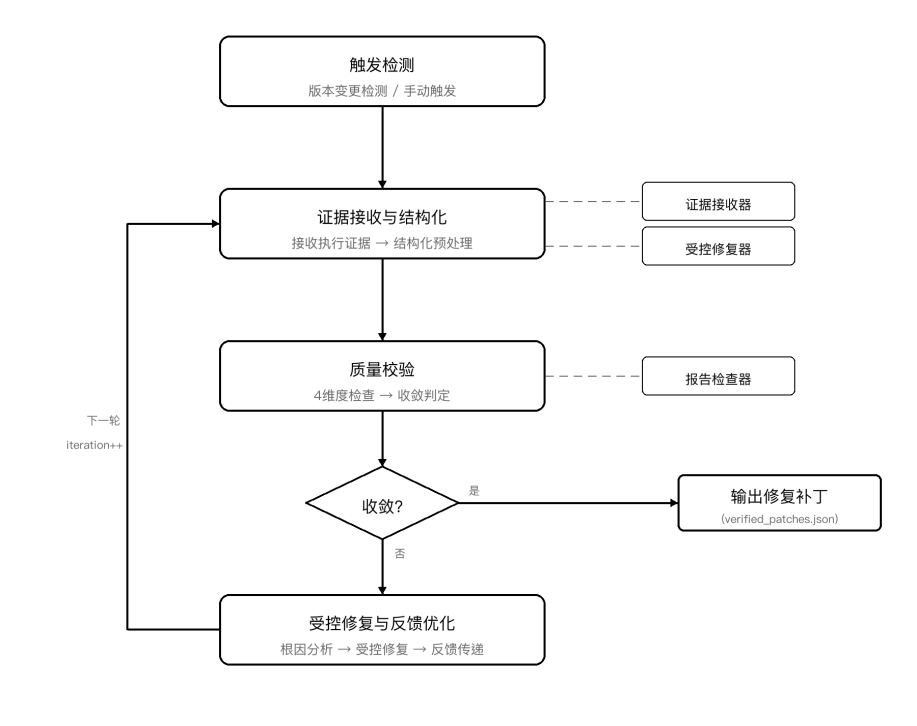 触发检测
版本变更检测 / 手动触发
证据接收与结构化
接收执行证据 → 结构化预处理
证据接收器
受控修复器
质量校验
4维度检查 → 收敛判定
报告检查器
下一轮
iteration++
收敛?
是
输出修复补丁
(verified_patches.json)
否
受控修复与反馈优化
根因分析 → 受控修复 → 反馈传递